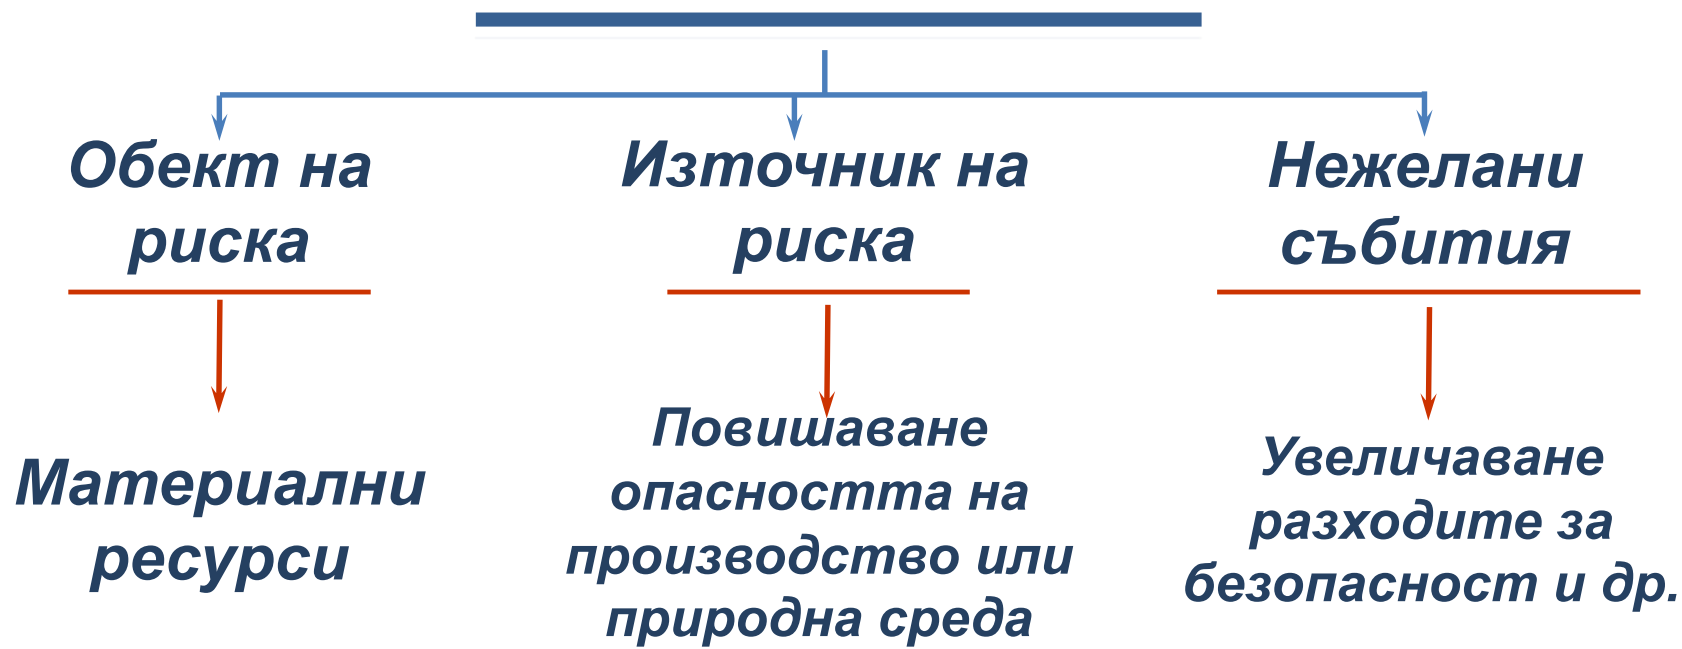 Обект на
риска
Източник на
риска
Нежелани
събития
Материални
ресурси
Повишаване
опасността на
производство или
природна среда
Увеличаване
разходите за
безопасност и др.